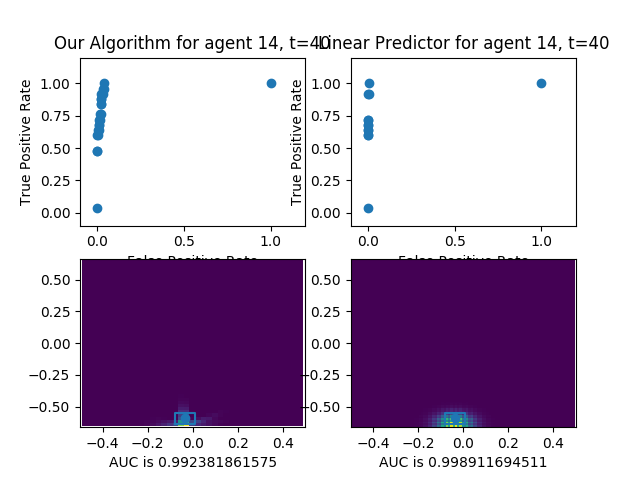 Our Algorithm for agent 14, t=40
Linear Predictor for agent 14, t=40
True Positive Rate
1.00
0.75
0.50
0.25
0.00
0.0 0.5 1.0
False Positive Rate
True Positive Rate
1.00
0.75
0.50
0.25
0.00
0.0 0.5 1.0
False Positive Rate
0.50
0.25
0.00
−0.25
−0.50
−0.4 −0.2 0.0 0.2 0.4
AUC is 0.992381861575
0.50
0.25
0.00
−0.25
−0.50
−0.4 −0.2 0.0 0.2 0.4
AUC is 0.998911694511